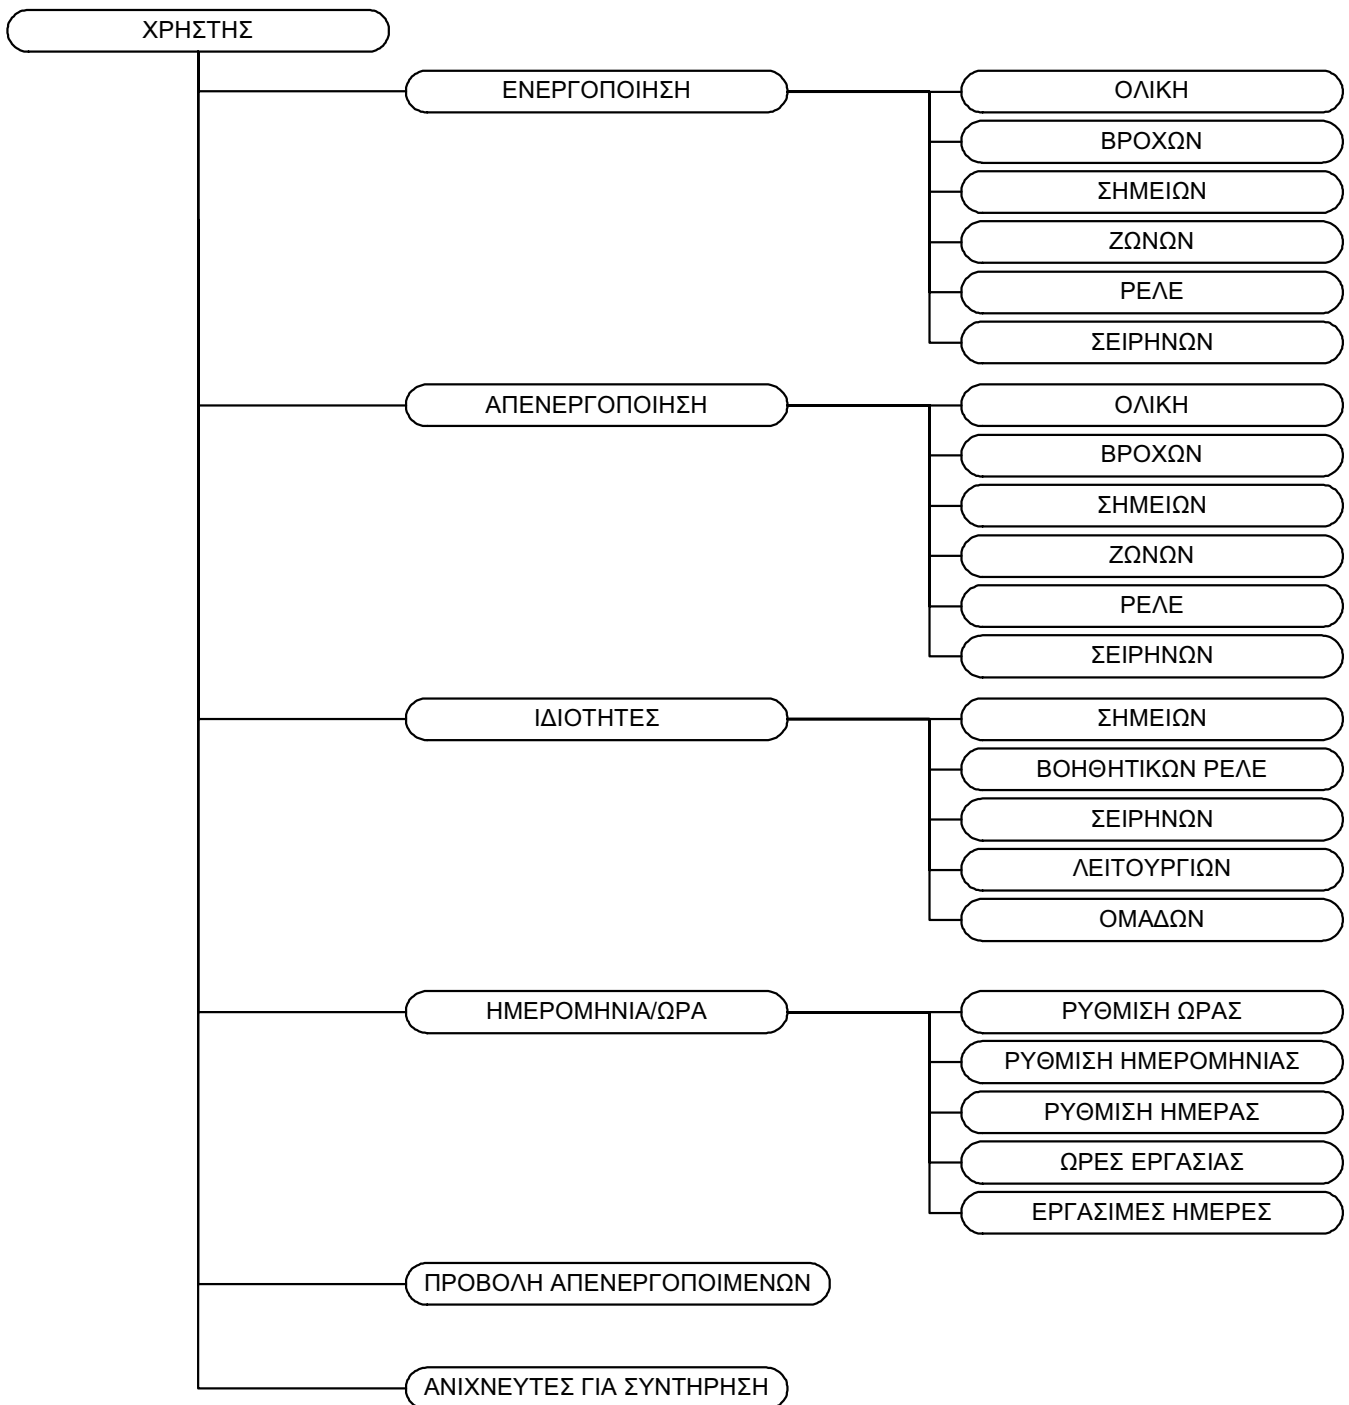 ΧΡΗΣΤΗΣ
ΕΝΕΡΓΟΠΟΙΗΣΗ
ΟΛΙΚΗ
ΒΡΟΧΩΝ
ΣΗΜΕΙΩΝ
ΖΩΝΩΝ
ΡΕΛΕ
ΣΕΙΡΗΝΩΝ
ΑΠΕΝΕΡΓΟΠΟΙΗΣΗ
ΟΛΙΚΗ
ΒΡΟΧΩΝ
ΣΗΜΕΙΩΝ
ΖΩΝΩΝ
ΡΕΛΕ
ΣΕΙΡΗΝΩΝ
ΙΔΙΟΤΗΤΕΣ
ΣΗΜΕΙΩΝ
ΒΟΗΘΗΤΙΚΩΝ ΡΕΛΕ
ΣΕΙΡΗΝΩΝ
ΛΕΙΤΟΥΡΓΙΩΝ
ΟΜΑΔΩΝ
ΗΜΕΡΟΜΗΝΙΑ/ΩΡΑ
ΡΥΘΜΙΣΗ ΩΡΑΣ
ΡΥΘΜΙΣΗ ΗΜΕΡΟΜΗΝΙΑΣ
ΡΥΘΜΙΣΗ ΗΜΕΡΑΣ
ΩΡΕΣ ΕΡΓΑΣΙΑΣ
ΕΡΓΑΣΙΜΕΣ ΗΜΕΡΕΣ
ΠΡΟΒΟΛΗ ΑΠΕΝΕΡΓΟΠΟΙΜΕΝΩΝ
ΑΝΙΧΝΕΥΤΕΣ ΓΙΑ ΣΥΝΤΗΡΗΣΗ